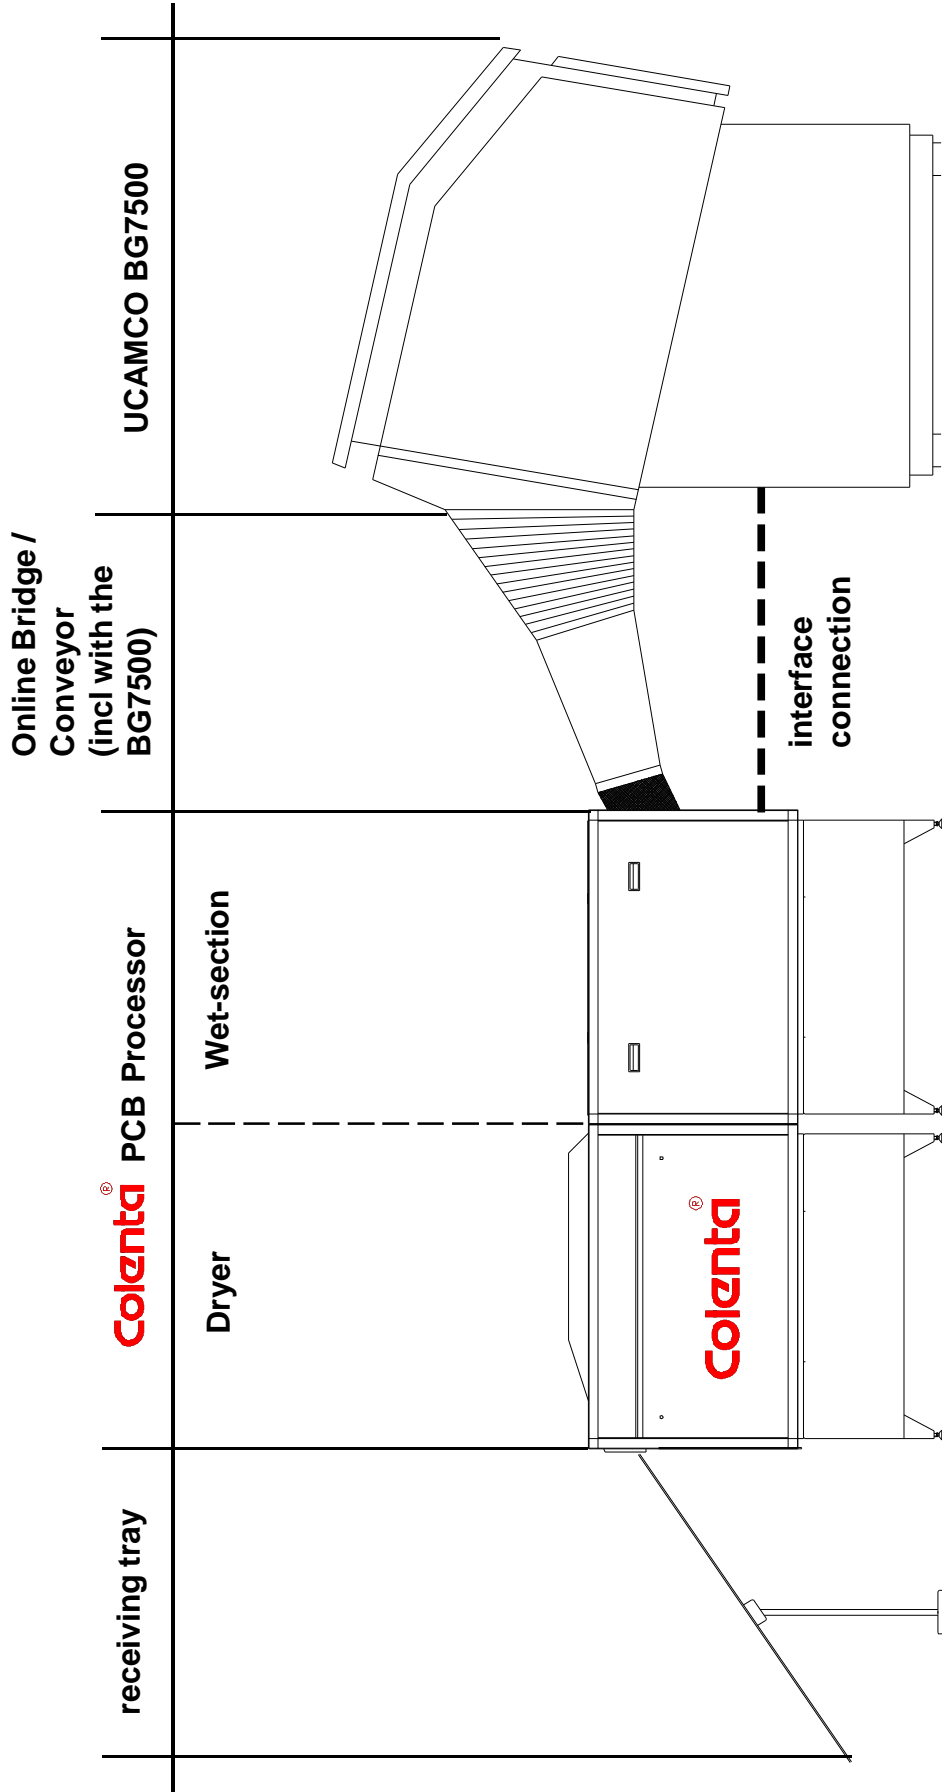 receiving tray
Colenta ® PCB Processor
Online Bridge /
Conveyor
(incl with the
BG7500)
UCAMCO BG7500
Dryer
Wet-section
Colenta ®
interface
connection